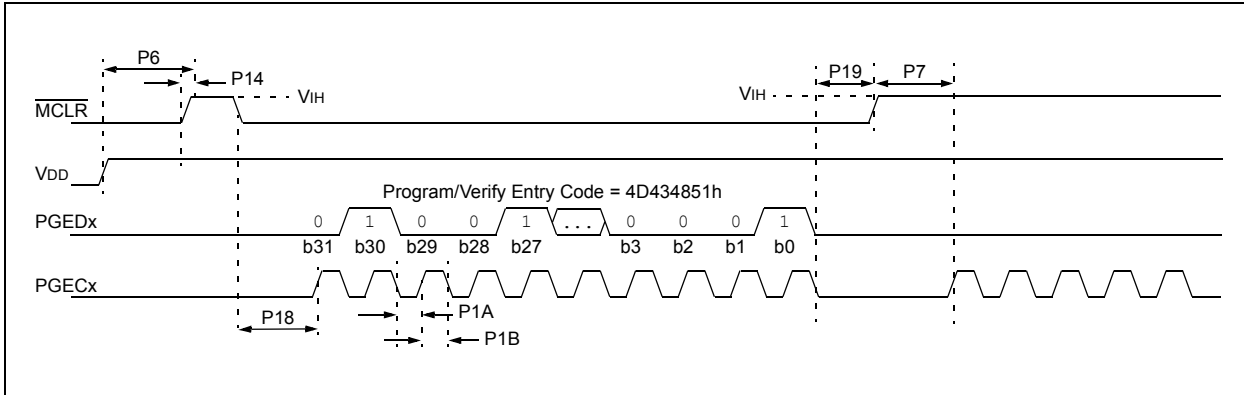 P6
P14
P19
P7
VIH
VIH
MCLR
VDD
Program/Verify Entry Code = 4D434851h
PGEDx
0 1 0 0 1 ... 0 0 0 1
b31 b30 b29 b28 b27 b3 b2 b1 b0
PGECx
P18
P1A
P1B